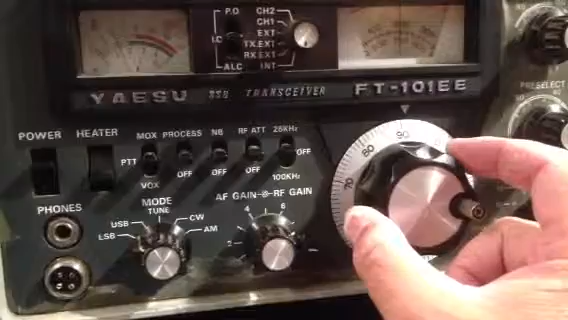 P.O
IC
ALC
CH2
CH1
EXT
TX.EXT
RX EXT
INT
YAESU SSB TRANSCEIVER FT-101EE
PRESELECT
POWER
HEATER
MOX PROCESS NB RF ATT 25KHz
PTT
OFF
VOX OFF OFF OFF 100KHz
PHONES
MODE
TUNE
USB CW
LSB AM
AF GAIN RF GAIN
4 6
2
70 80 90